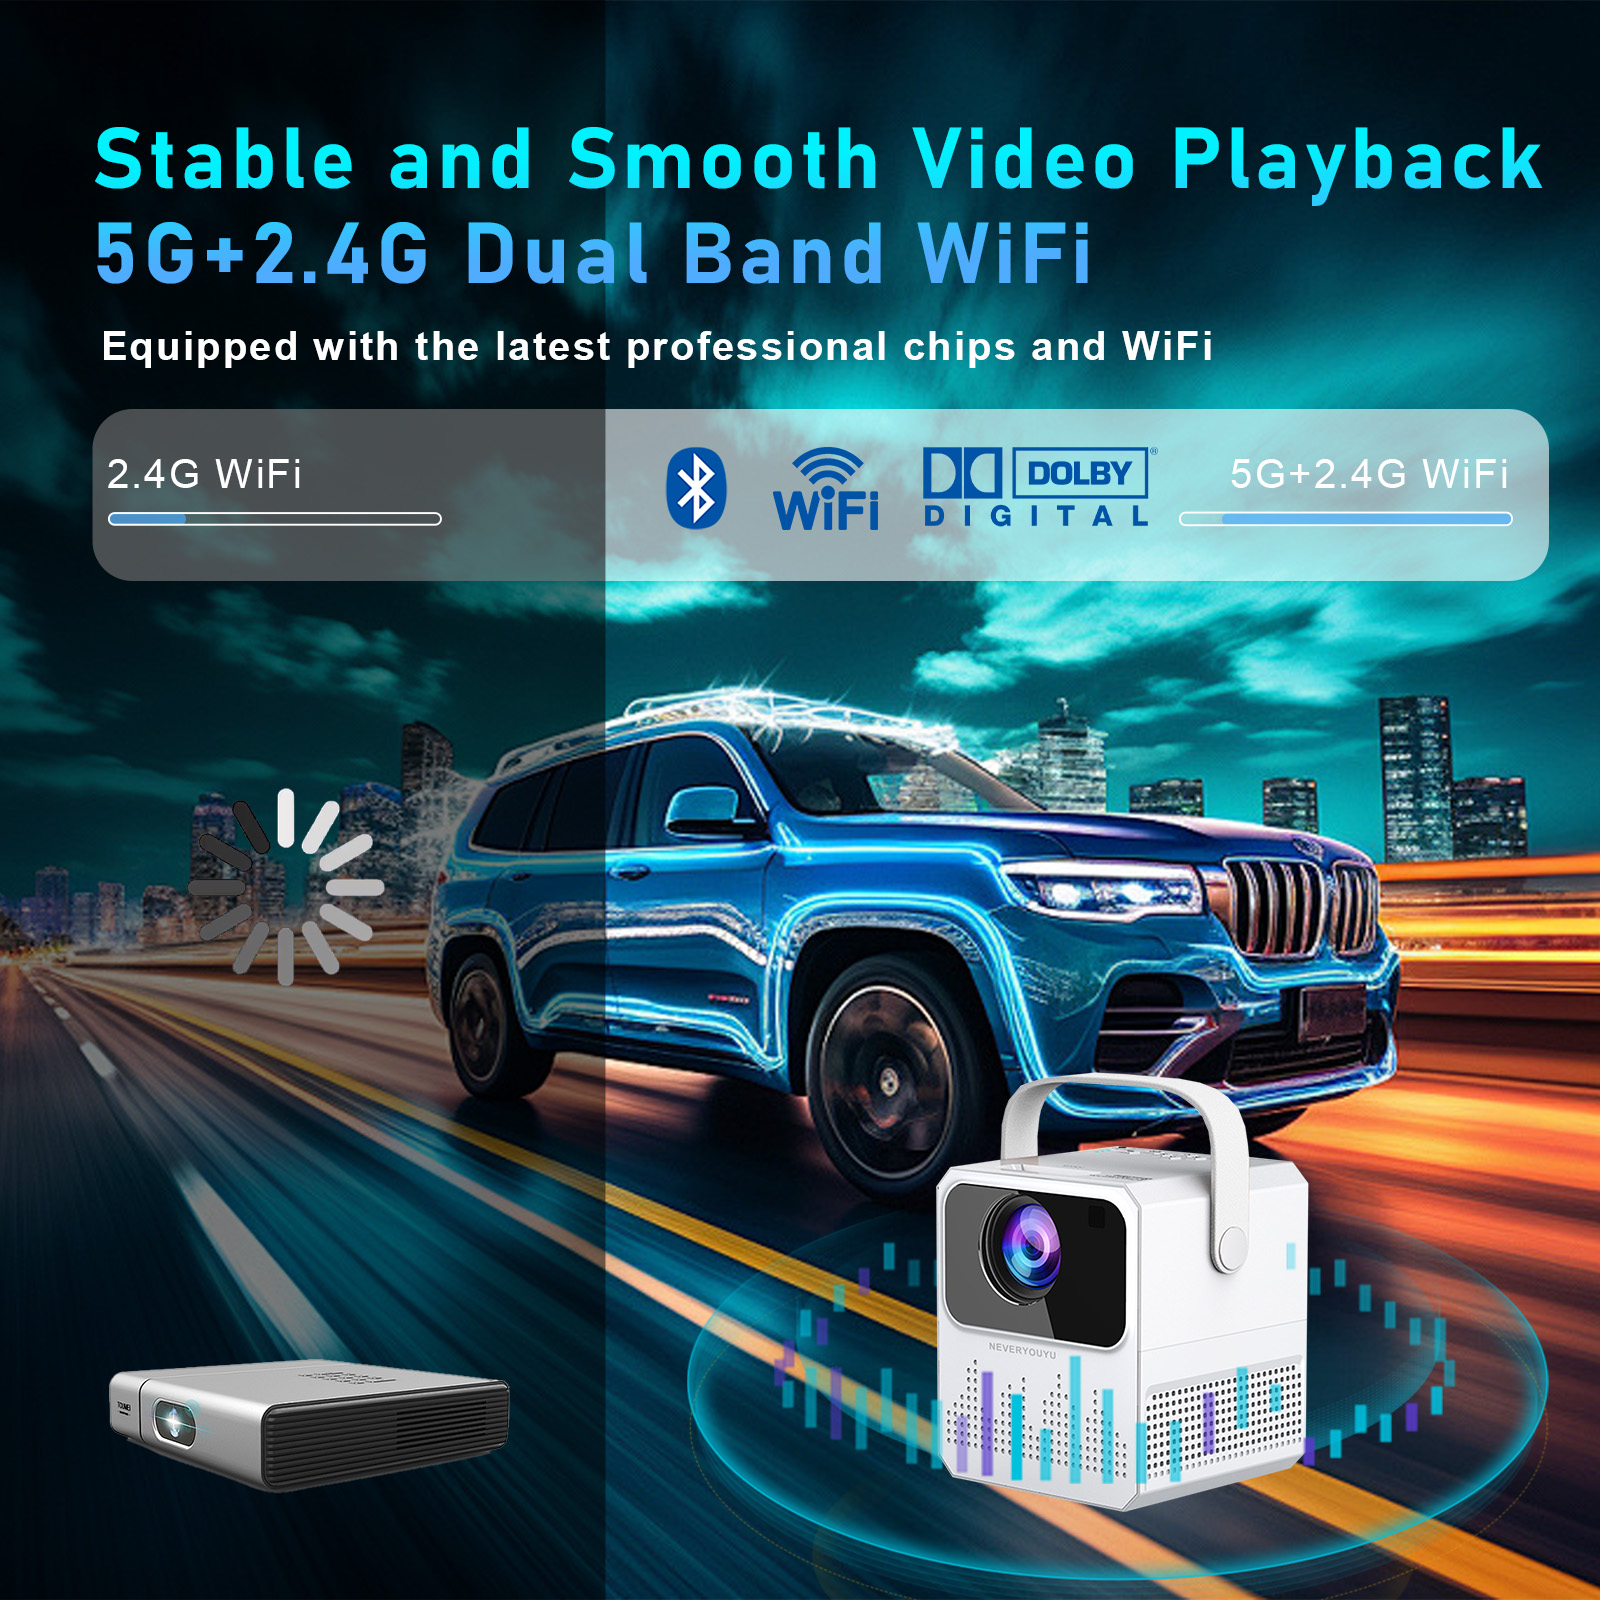 Stable and Smooth Video Playback
5G+2.4G Dual Band WiFi
Equipped with the latest professional chips and WiFi
2.4G WiFi
WiFi
DOLBY®
DIGITAL
5G+2.4G WiFi
NEVERYOUYU
TOUMEI